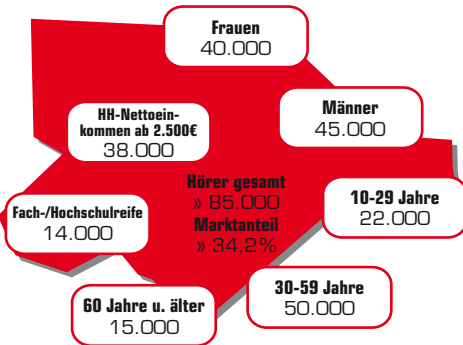 Frauen
40.000
HH-Nettoein-
kommen ab 2.500€
38.000
Männer
45.000
Hörer gesamt
» 85.000
Marktanteil
» 34,2%
10-29 Jahre
22.000
Fach-/Hochschulreife
14.000
30-59 Jahre
50.000
60 Jahre u. älter
15.000